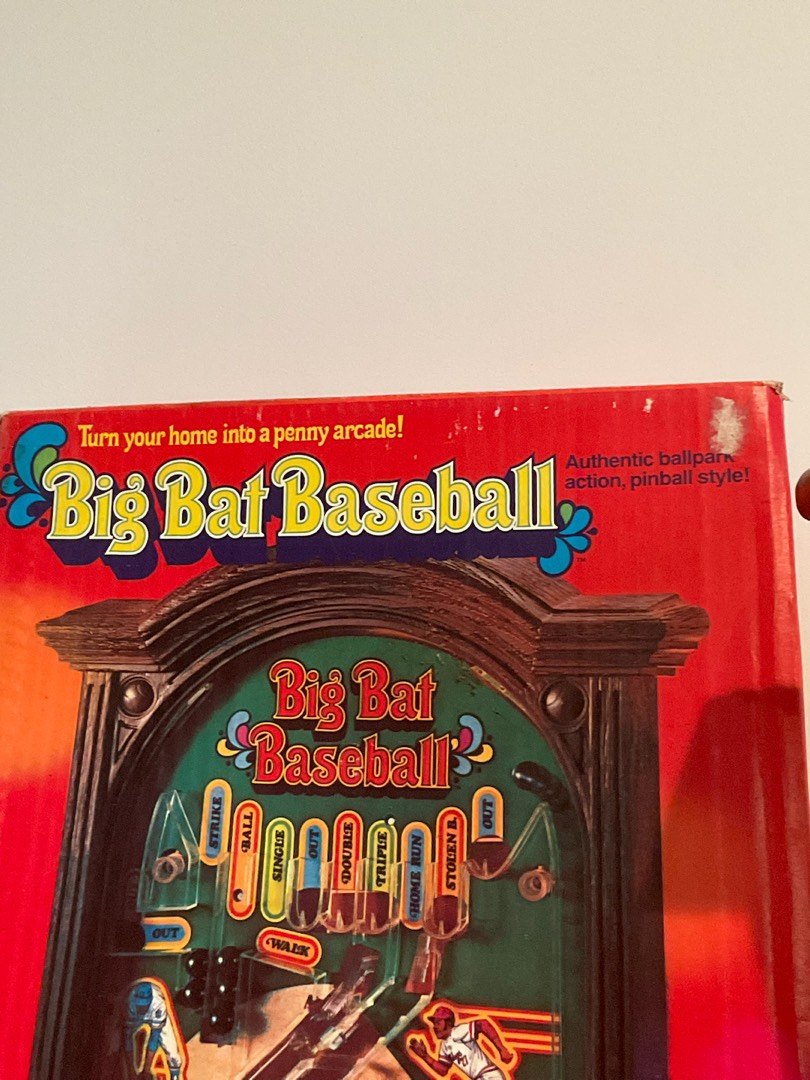 Turn your home into a penny arcade!
Big Bat Baseball
Authentic ballpark
action, pinball style!
TM
Big Bat
Baseball
STRIKE
BALL
SINGLE
OUT
DOUBLE
TRIPLE
HOME RUN
STOLEN B.
OUT
OUT
WALK